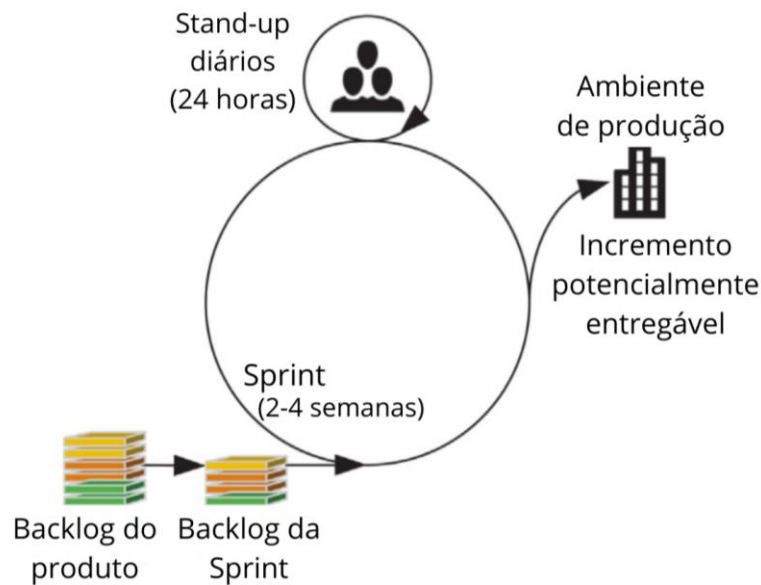 Stand-up
diários
(24 horas)
Ambiente
de produção
Incremento
potencialmente
entregável
Sprint
(2-4 semanas)
Backlog do
produto
Backlog da
Sprint